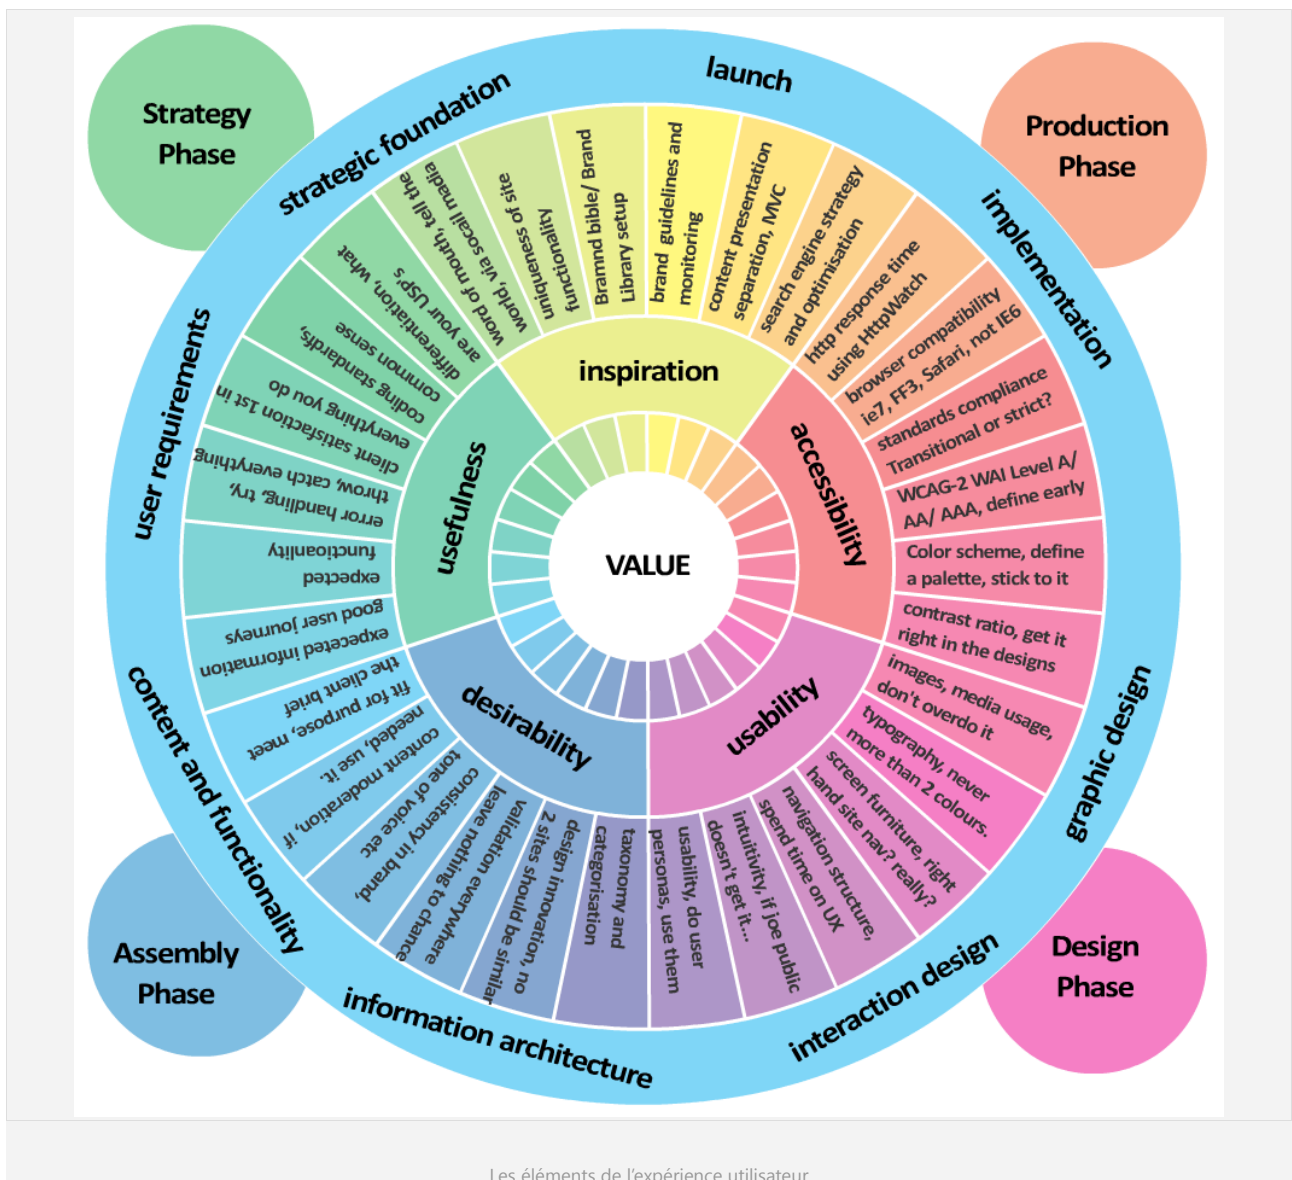 Strategy
Phase
Production
Phase
Assembly
Phase
Design
Phase
launch
implementation
graphic design
interaction design
information architecture
content and functionality
user requirements
strategic foundation
brand guidelines and
monitoring
content presentation
separation, MVC
search engine strategy
and optimisation
http response time
using HttpWatch
browser compatibility
ie7, FF3, Safari, not IE6
standards compliance
Transitional or strict?
WCAG-2 WAI Level A/
AA/ AAA, define early
Color scheme, define
a palette, stick to it
contrast ratio, get it
right in the designs
images, media usage,
don't overdo it
typography, never
more than 2 colours.
screen furniture, right
hand site nav? really?
navigation structure,
spend time on UX
intuitivity, if joe public
doesn't get it...
usability, do user
personas, use them
taxonomy and
categorisation
design innovation, no
2 sites should be similar
validation everywhere
leave nothing to chance
consistency in brand,
tone of voice etc
content moderation, if
needed, use it.
fit for purpose, meet
the client brief
expeceted information
good user journeys
expected
functioanlity
error handling, try,
throw, catch everything
client satisfaction 1st in
everything you do
coding standards,
common sense
differentiation, what
are your USP's
word of mouth, tell the
world, via socail madia
uniqueness of site
functionality
Bramnd bible/ Brand
Library setup
inspiration
accessibility
usability
desirability
usefulness
VALUE
Les éléments de l'expérience utilisateur